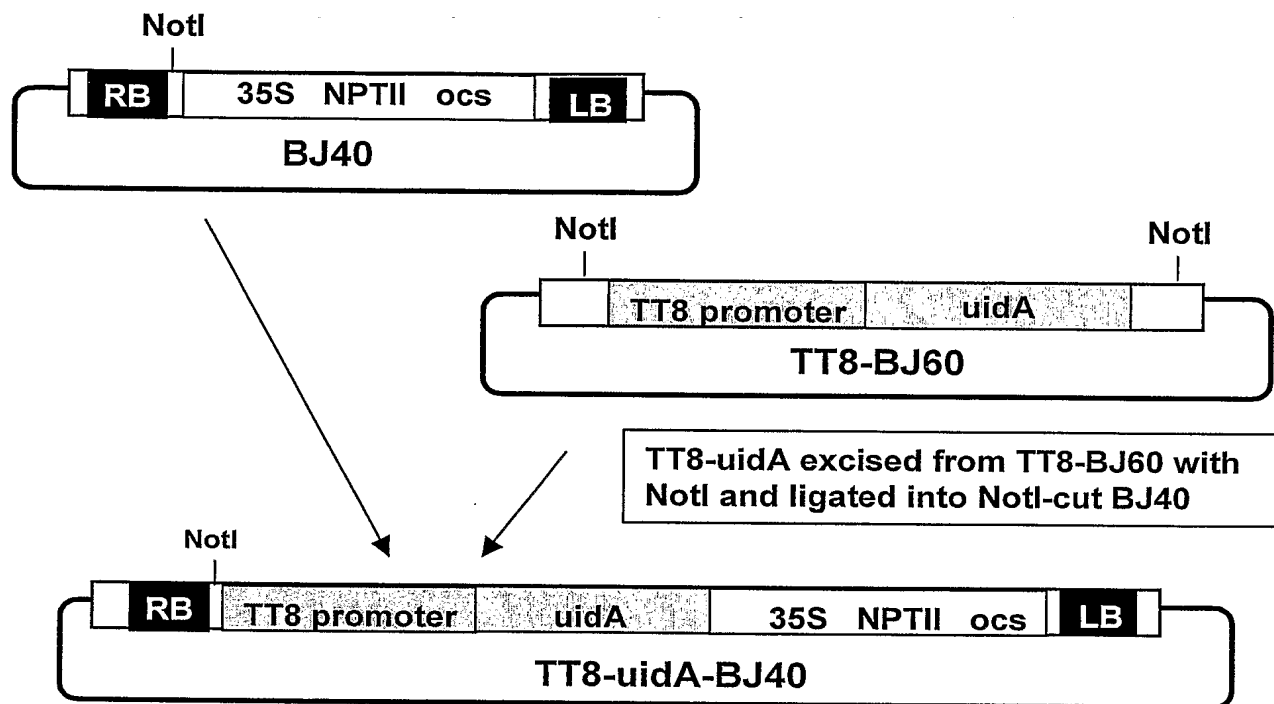 NotI
RB 35S NPTII ocs LB
BJ40
NotI NotI
TT8 promoter uidA
TT8-BJ60
TT8-uidA excised from TT8-BJ60 with
NotI and ligated into NotI-cut BJ40
NotI
RB TT8 promoter uidA 35S NPTII ocs LB
TT8-uidA-BJ40